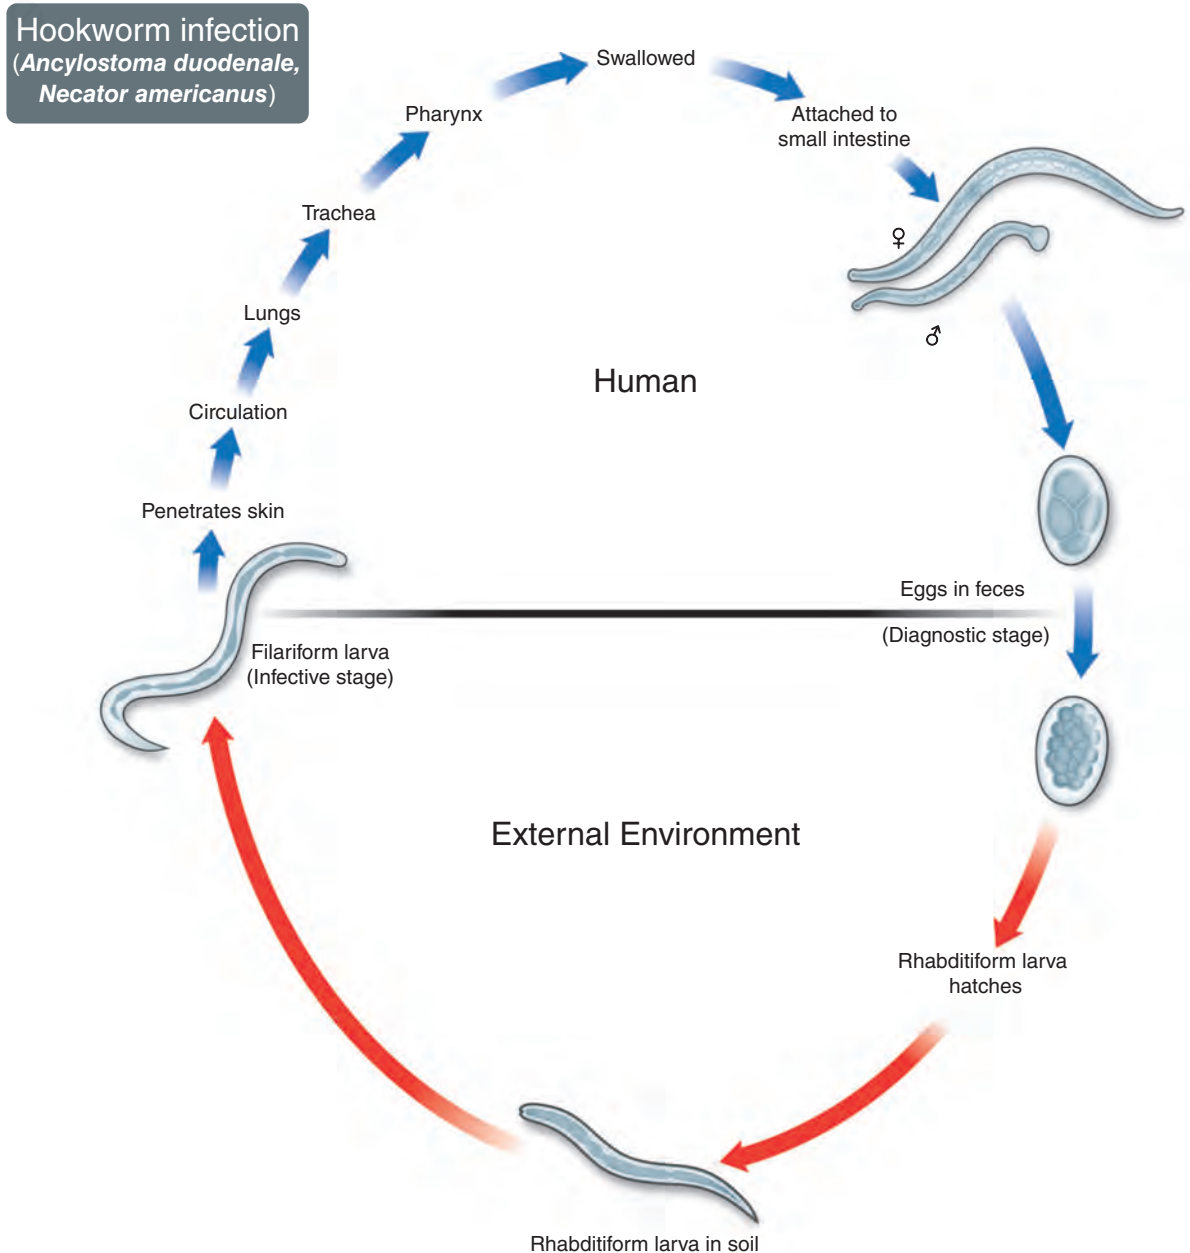 Hookworm infection
(Ancylostoma duodenale,
Necator americanus)
Swallowed
Pharynx
Attached to
small intestine
Trachea
♀
Lungs
♂
Human
Circulation
Penetrates skin
Eggs in feces
(Diagnostic stage)
Filariform larva
(Infective stage)
External Environment
Rhabditiform larva
hatches
Rhabditiform larva in soil